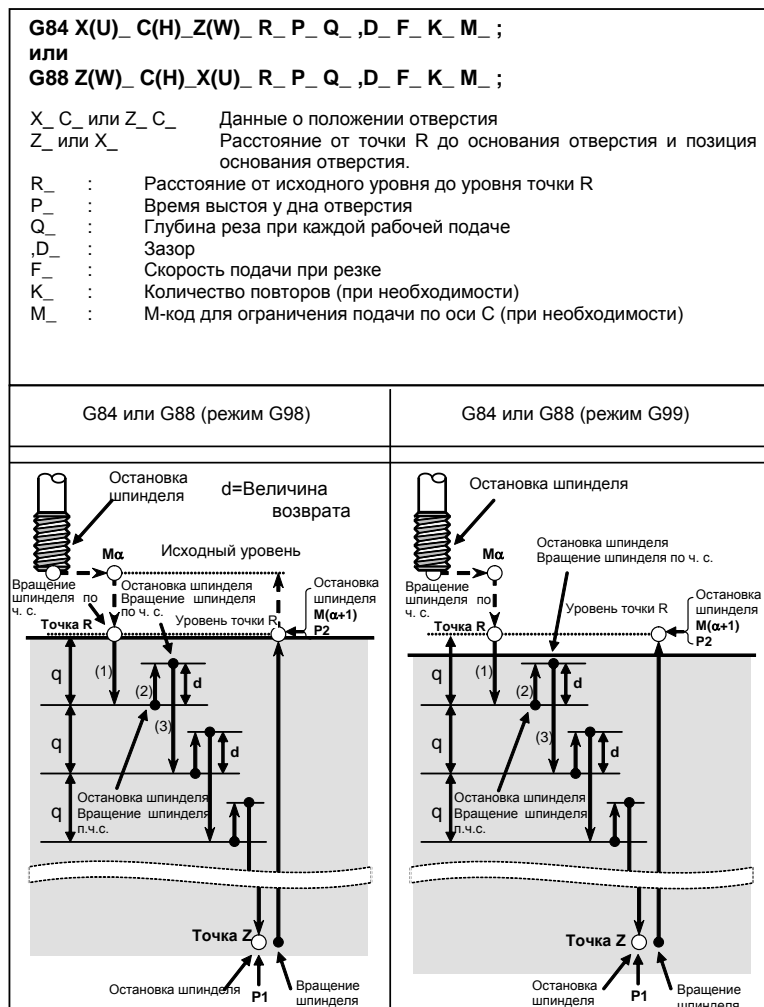 G84 X(U)_ C(H)_Z(W)_ R_ P_ Q_ ,D_ F_ K_ M_ ;
или
G88 Z(W)_ C(H)_X(U)_ R_ P_ Q_ ,D_ F_ K_ M_ ;
X_ C_ или Z_ C_ Данные о положении отверстия
Z_ или X_ Расстояние от точки R до основания отверстия и позиция
основания отверстия.
R_ : Расстояние от исходного уровня до уровня точки R
P_ : Время выстоя у дна отверстия
Q_ : Глубина реза при каждой рабочей подаче
,D_ : Зазор
F_ : Скорость подачи при резке
K_ : Количество повторов (при необходимости)
M_ : М-код для ограничения подачи по оси C (при необходимости)
G84 или G88 (режим G98)
G84 или G88 (режим G99)
Остановка
шпинделя
d=Величина
возврата
Mα
Исходный уровень
Вращение
шпинделя по
ч. с.
Остановка шпинделя
Вращение шпинделя
по ч. с.
Остановка
шпинделя
M(α+1)
P2
Точка R
Уровень точки R
q
(1)
(2)
d
(3)
q
d
q
Остановка шпинделя
Вращение шпинделя
п.ч.с.
Точка Z
Остановка шпинделя
P1
Вращение
шпинделя
Остановка шпинделя
Остановка шпинделя
Вращение шпинделя по ч. с.
Mα
Вращение
шпинделя по
ч. с.
Остановка
шпинделя
M(α+1)
P2
Точка R
Уровень точки R
q
(1)
(2)
d
(3)
q
d
q
Остановка шпинделя
Вращение шпинделя
п.ч.с.
Точка Z
Остановка
шпинделя
P1
Вращение
шпинделя